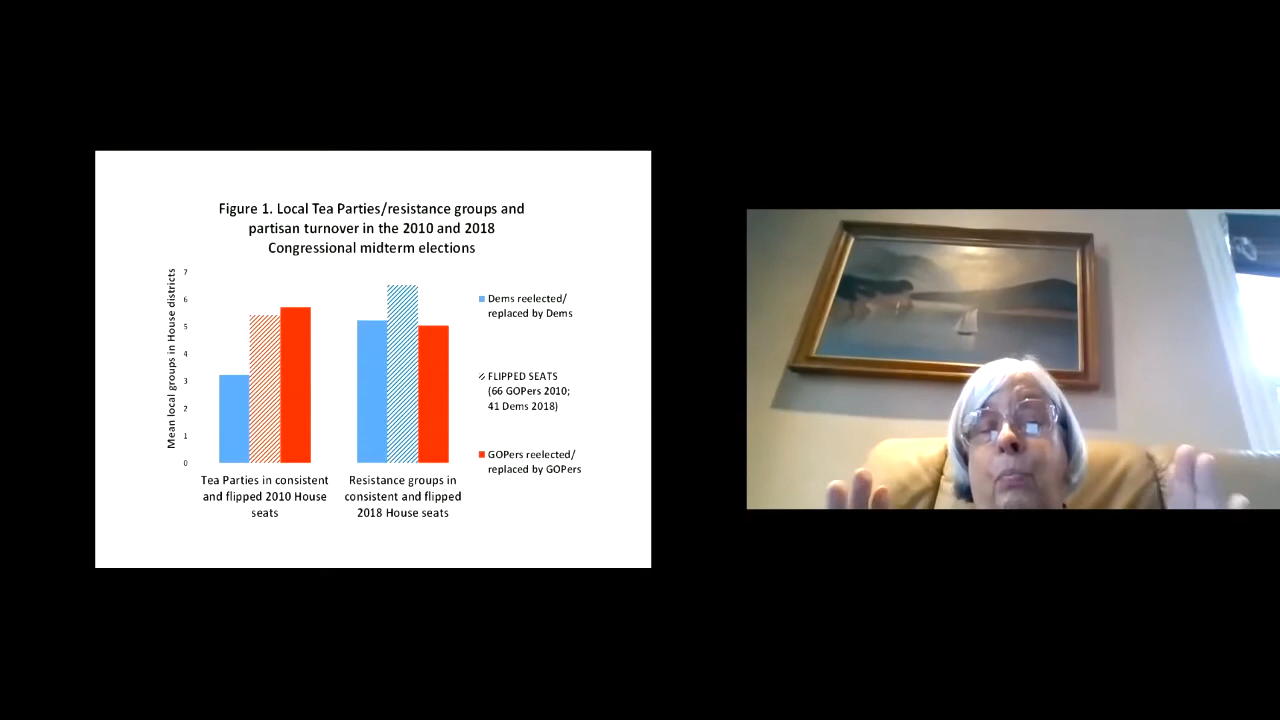 Figure 1. Local Tea Parties/resistance groups and
partisan turnover in the 2010 and 2018
Congressional midterm elections
Mean local groups in House districts
7
6
5
4
3
2
1
0
Tea Parties in consistent
and flipped 2010 House
seats
Resistance groups in
consistent and flipped
2018 House seats
Dems reelected/
replaced by Dems
FLIPPED SEATS
(66 GOPers 2010;
41 Dems 2018)
GOPers reelected/
replaced by GOPers